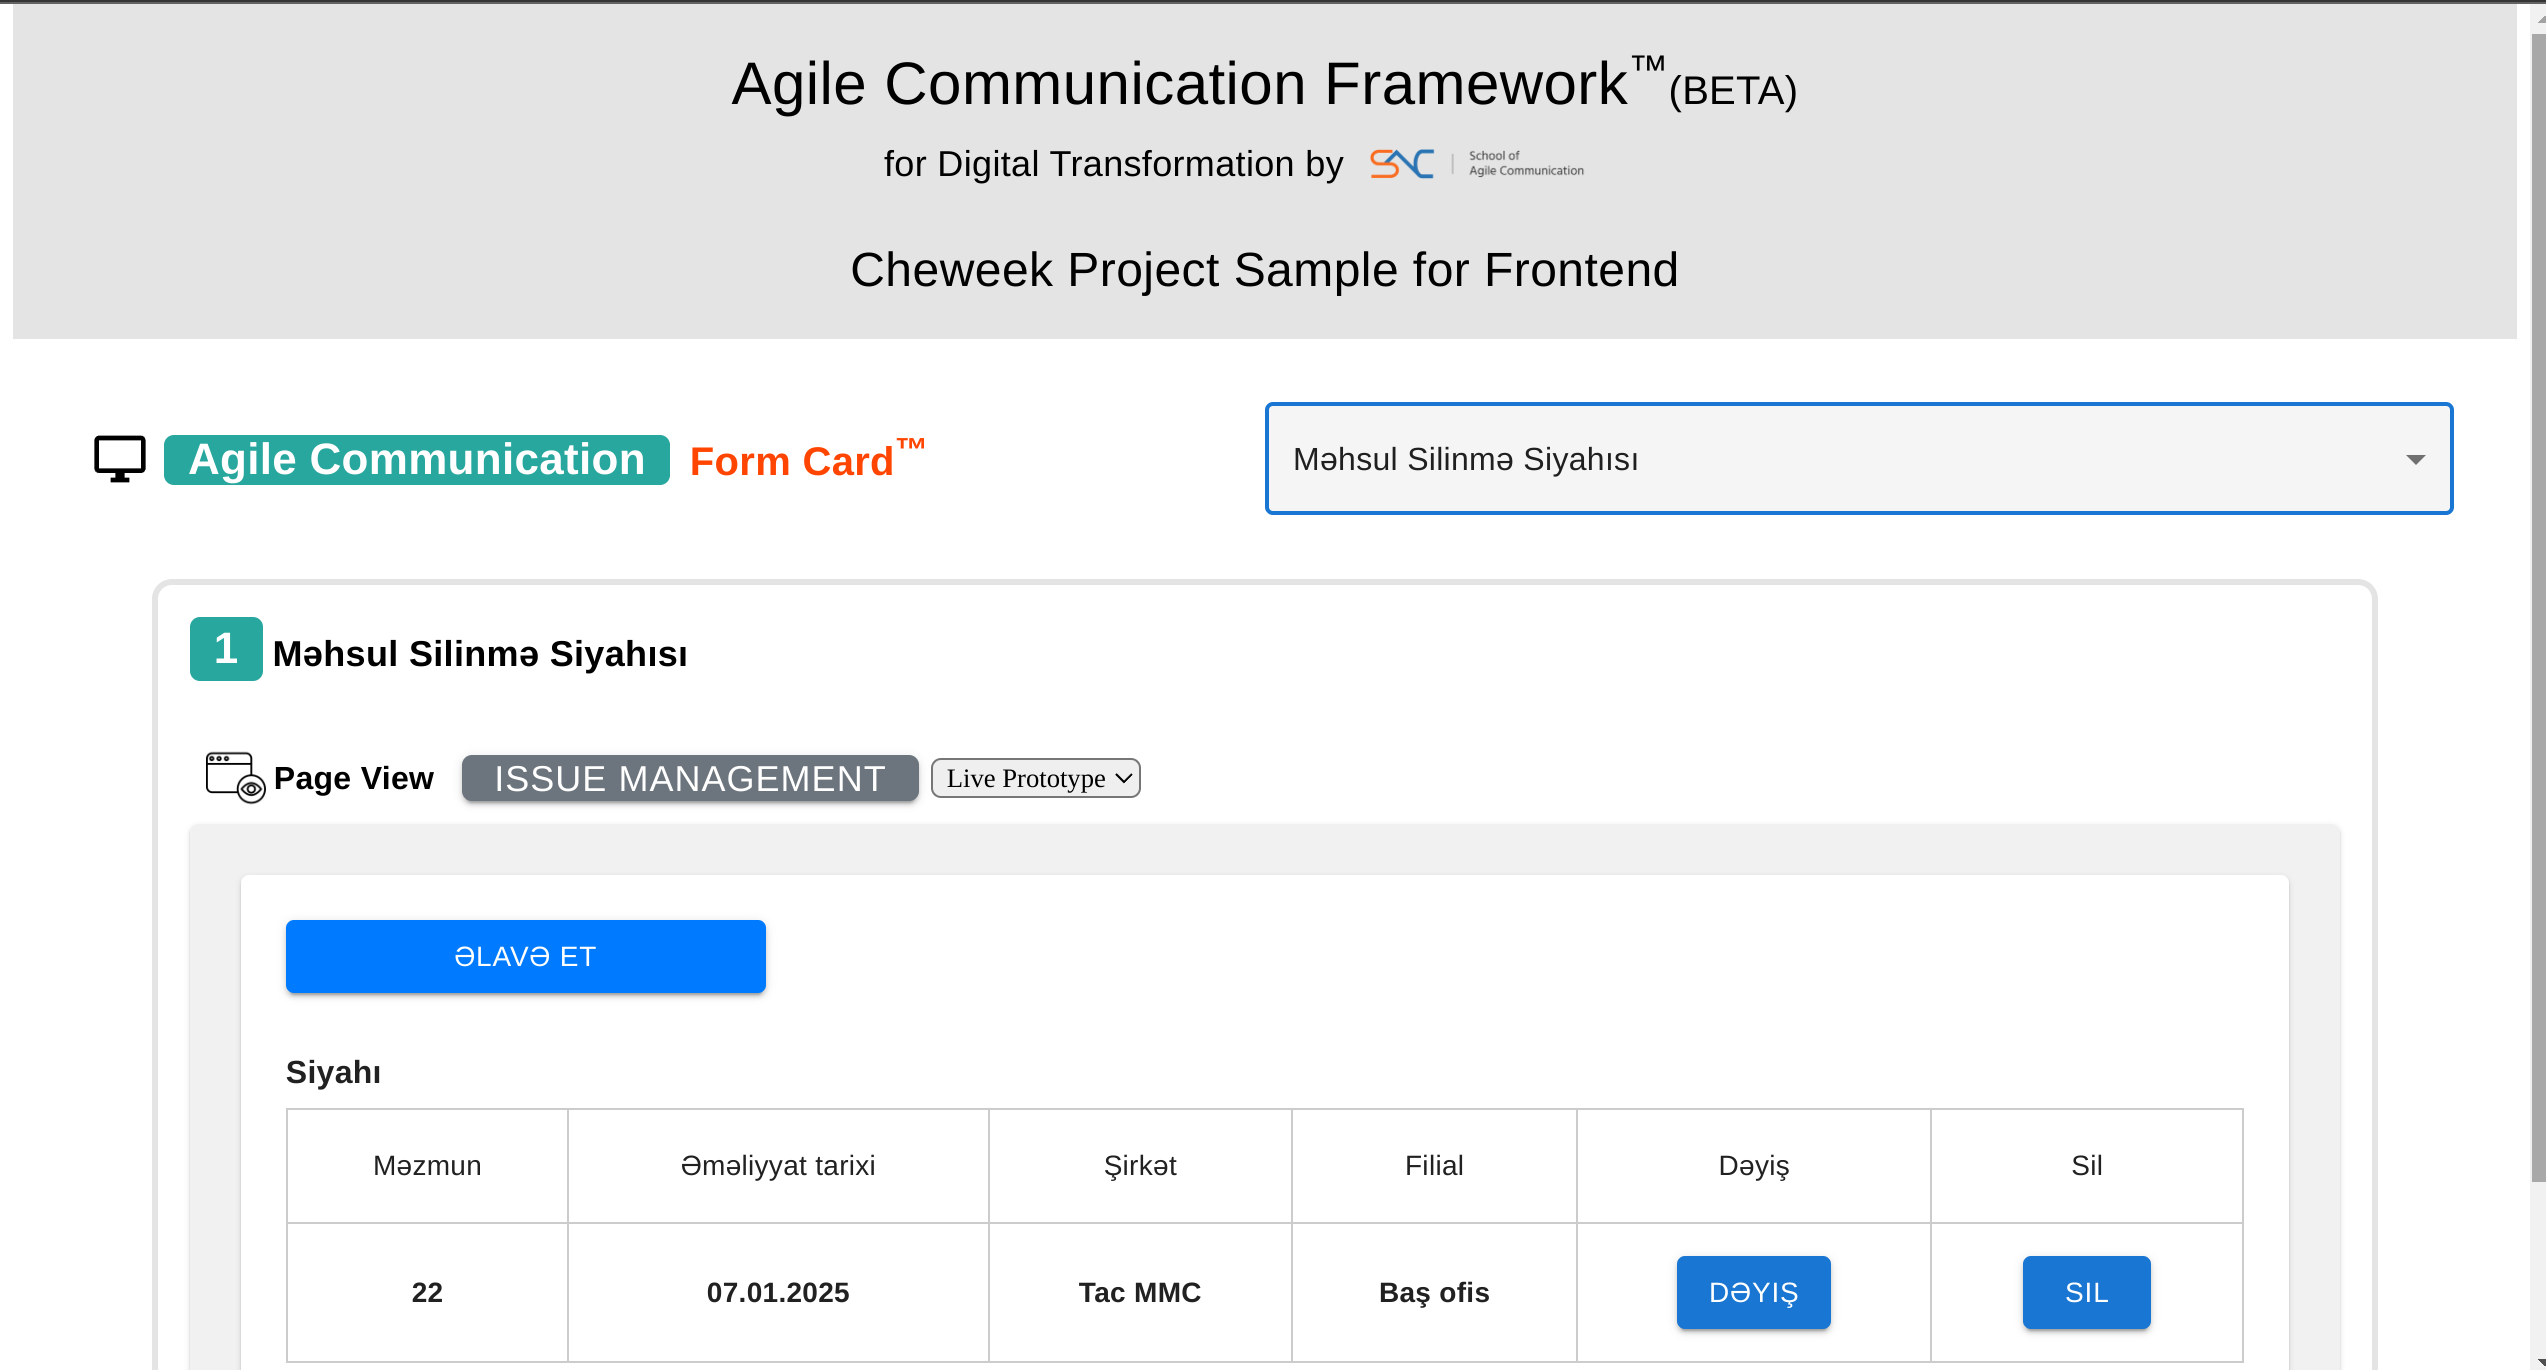 Agile Communication Framework™(BETA)
for Digital Transformation by SAC | School of
Agile Communication
Cheweek Project Sample for Frontend
Agile Communication Form Card™
Məhsul Silinmə Siyahısı
1 Məhsul Silinmə Siyahısı
Page View ISSUE MANAGEMENT Live Prototype
ƏLAVƏ ET
Siyahı
Məzmun Əməliyyat tarixi Şirkət Filial Dəyiş Sil
22 07.01.2025 Tac MMC Baş ofis DƏYIŞ SIL